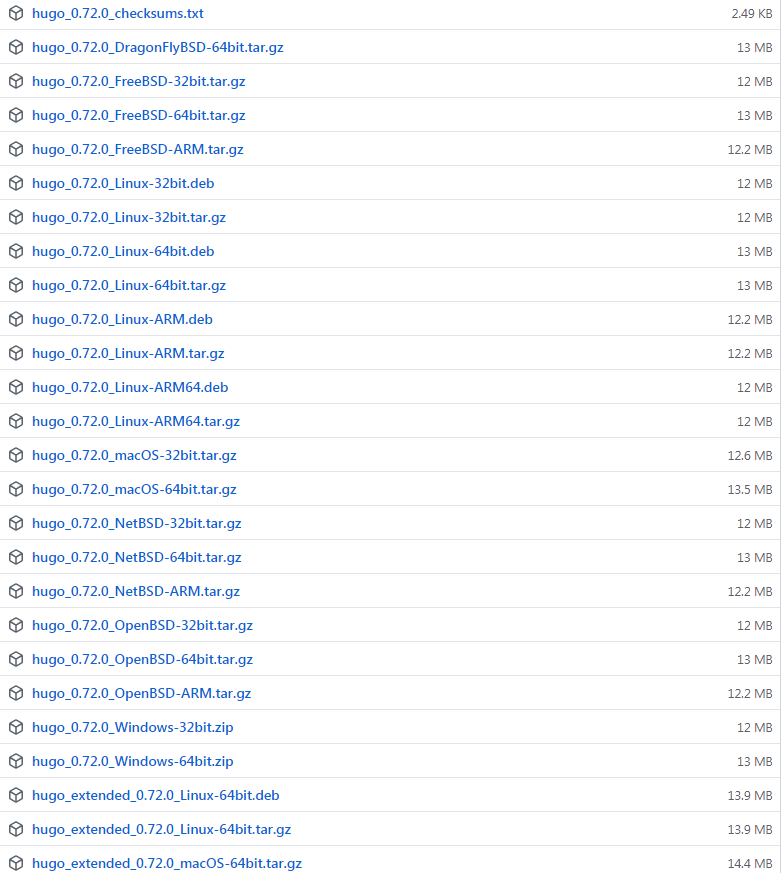 hugo_0.72.0_checksums.txt 2.49 KB
hugo_0.72.0_DragonFlyBSD-64bit.tar.gz 13 MB
hugo_0.72.0_FreeBSD-32bit.tar.gz 12 MB
hugo_0.72.0_FreeBSD-64bit.tar.gz 13 MB
hugo_0.72.0_FreeBSD-ARM.tar.gz 12.2 MB
hugo_0.72.0_Linux-32bit.deb 12 MB
hugo_0.72.0_Linux-32bit.tar.gz 12 MB
hugo_0.72.0_Linux-64bit.deb 13 MB
hugo_0.72.0_Linux-64bit.tar.gz 13 MB
hugo_0.72.0_Linux-ARM.deb 12.2 MB
hugo_0.72.0_Linux-ARM.tar.gz 12.2 MB
hugo_0.72.0_Linux-ARM64.deb 12 MB
hugo_0.72.0_Linux-ARM64.tar.gz 12 MB
hugo_0.72.0_macOS-32bit.tar.gz 12.6 MB
hugo_0.72.0_macOS-64bit.tar.gz 13.5 MB
hugo_0.72.0_NetBSD-32bit.tar.gz 12 MB
hugo_0.72.0_NetBSD-64bit.tar.gz 13 MB
hugo_0.72.0_NetBSD-ARM.tar.gz 12.2 MB
hugo_0.72.0_OpenBSD-32bit.tar.gz 12 MB
hugo_0.72.0_OpenBSD-64bit.tar.gz 13 MB
hugo_0.72.0_OpenBSD-ARM.tar.gz 12.2 MB
hugo_0.72.0_Windows-32bit.zip 12 MB
hugo_0.72.0_Windows-64bit.zip 13 MB
hugo_extended_0.72.0_Linux-64bit.deb 13.9 MB
hugo_extended_0.72.0_Linux-64bit.tar.gz 13.9 MB
hugo_extended_0.72.0_macOS-64bit.tar.gz 14.4 MB